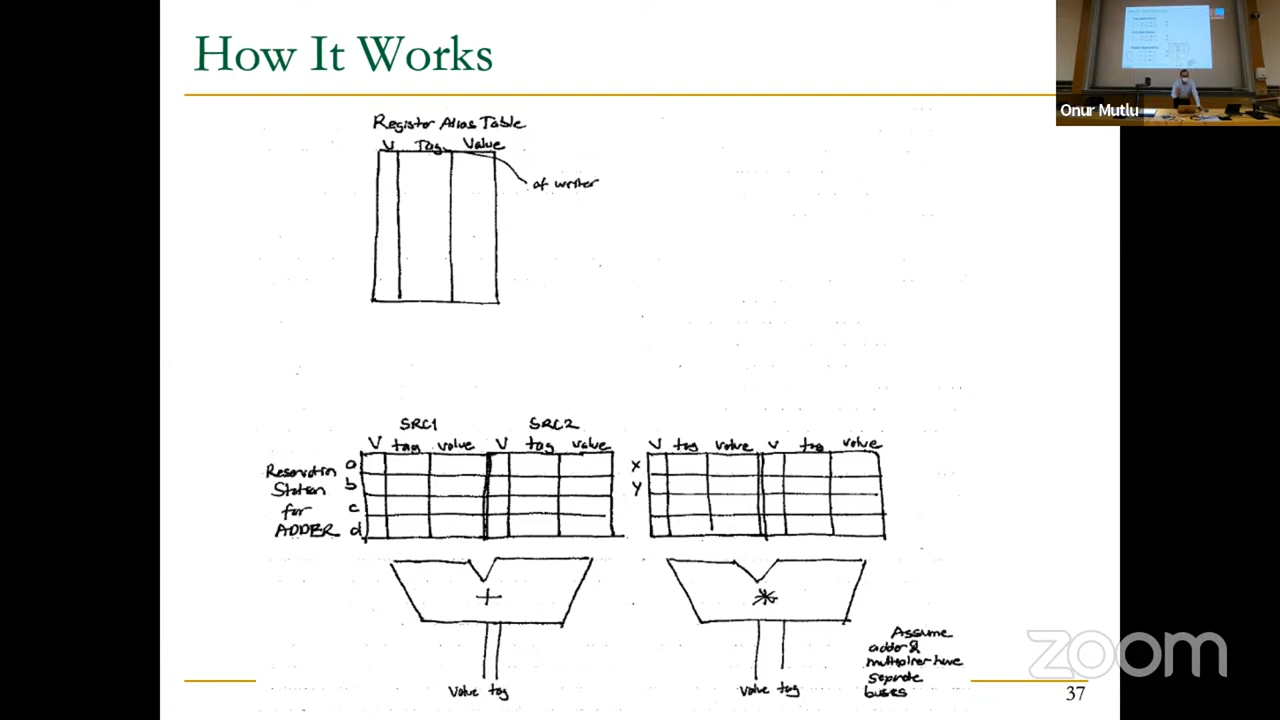 How It Works
Onur Mutlu
Register Alias Table
V Tag Value
of writer
SRC1 SRC2
V tag value V tag value
V tag value V tag value
Reservation
Station
for
ADDER
a
b
c
d
x
y
+
*
Value tag
Value tag
Assume
adder &
multiplier have
separate
buses
zoom
37